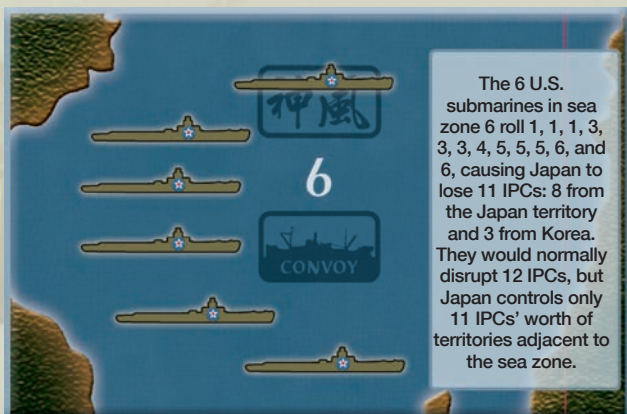 神風
6
CONVOY
The 6 U.S.
submarines in sea
zone 6 roll 1, 1, 1, 3,
3, 3, 4, 5, 5, 5, 6, and
6, causing Japan to
lose 11 IPCs: 8 from
the Japan territory
and 3 from Korea.
They would normally
disrupt 12 IPCs, but
Japan controls only
11 IPCs’ worth of
territories adjacent to
the sea zone.